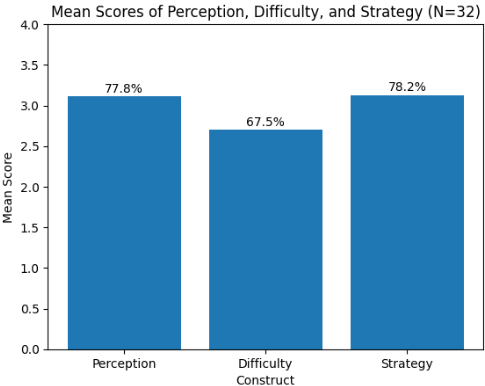 Mean Scores of Perception, Difficulty, and Strategy (N=32)
4.0
3.5
3.0
2.5
2.0
1.5
1.0
0.5
0.0
Mean Score
77.8%
67.5%
78.2%
Perception
Difficulty
Strategy
Construct